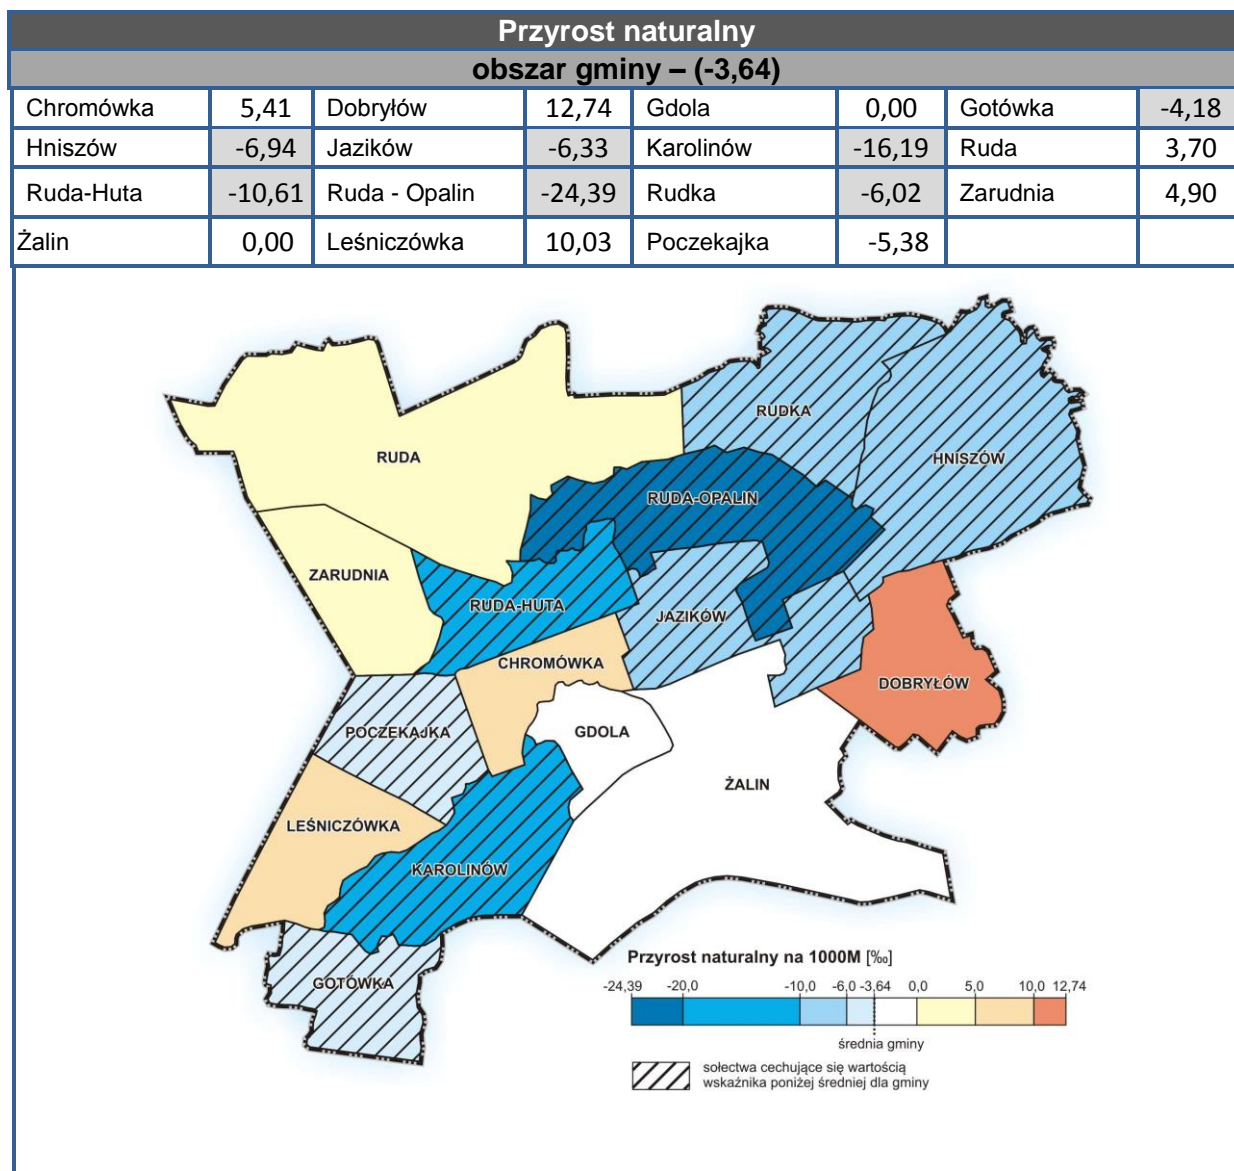 Przyrost naturalny
obszar gminy – (-3,64)
Chromówka 5,41 Dobryłów 12,74 Gdola 0,00 Gotówka -4,18
Hniszów -6,94 Jazików -6,33 Karolinów -16,19 Ruda 3,70
Ruda-Huta -10,61 Ruda - Opalin -24,39 Rudka -6,02 Zarudnia 4,90
Żalin 0,00 Leśniczówka 10,03 Poczekajka -5,38
RUDKA
RUDA
HNISZÓW
RUDA-OPALIN
ZARUDNIA
RUDA-HUTA
JAZIKÓW
CHROMÓWKA
DOBRYŁÓW
POCZEKAJKA
GDOLA
ŻALIN
LEŚNICZÓWKA
KAROLINÓW
GOTÓWKA
Przyrost naturalny na 1000M [‰]
-24,39 -20,0 -10,0 -6,0 -3,64 0,0 5,0 10,0 12,74
średnia gminy
sołectwa cechujące się wartością
wskaźnika poniżej średniej dla gminy